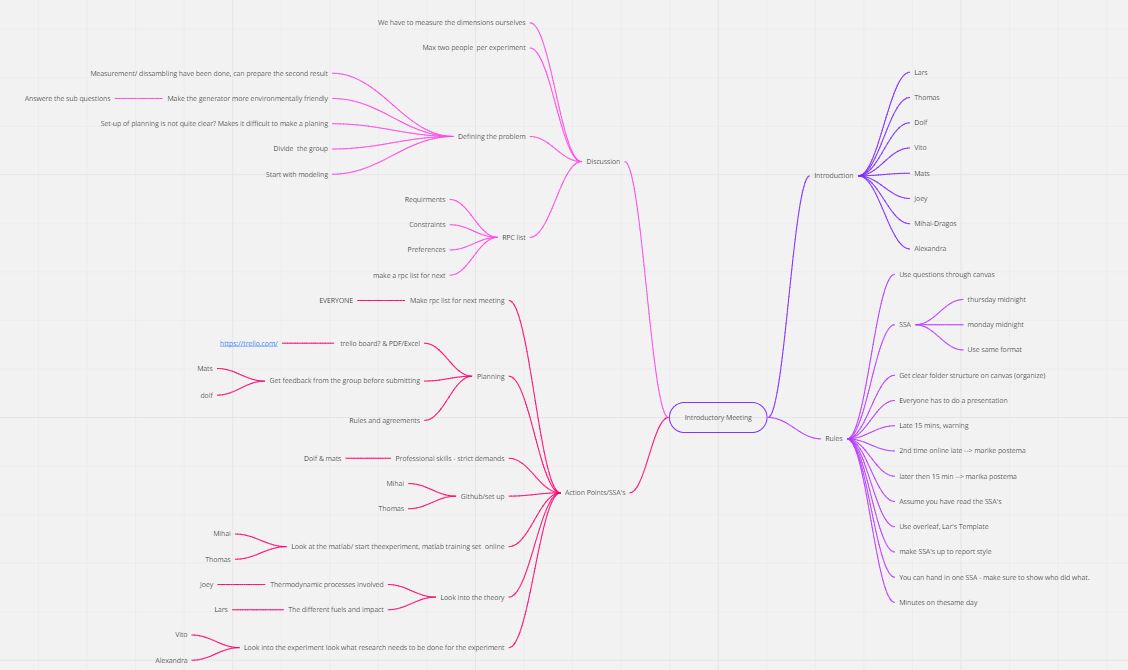 Introductory Meeting
Discussion
We have to measure the dimensions ourselves
Max two people per experiment
Defining the problem
Measurement/ dissambling have been done, can prepare the second result
Make the generator more environmentally friendly
Answere the sub questions
Set-up of planning is not quite clear? Makes it difficult to make a planing
Divide the group
Start with modeling
RPC list
Requirments
Constraints
Preferences
make a rpc list for next
Action Points/SSA's
Make rpc list for next meeting
EVERYONE
Planning
trello board? & PDF/Excel
https://trello.com/
Get feedback from the group before submitting
Mats
dolf
Rules and agreements
Professional skills - strict demands
Dolf & mats
Github/set up
Mihai
Thomas
Look at the matlab/ start theexperiment, matlab training set online
Mihai
Thomas
Look into the theory
Thermodynamic processes involved
Joey
The different fuels and impact
Lars
Look into the experiment look what research needs to be done for the experiment
Vito
Alexandra
Introduction
Lars
Thomas
Dolf
Vito
Mats
Joey
Mihai-Dragos
Alexandra
Rules
Use questions through canvas
SSA
thursday midnight
monday midnight
Use same format
Get clear folder structure on canvas (organize)
Everyone has to do a presentation
Late 15 mins, warning
2nd time online late --> marike postema
later then 15 min --> marika postema
Assume you have read the SSA's
Use overleaf, Lar's Template
make SSA's up to report style
You can hand in one SSA - make sure to show who did what.
Minutes on thesame day